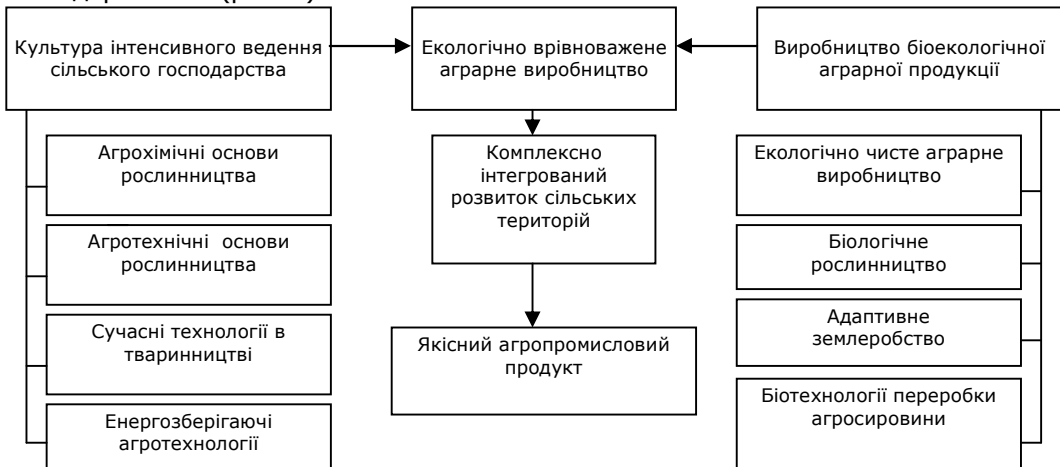 Культура інтенсивного ведення
сільського господарства
Екологічно врівноважене
аграрне виробництво
Виробництво біоекологічної
аграрної продукції
Агрохімічні основи
рослинництва
Агротехнічні основи
рослинництва
Сучасні технології в
тваринництві
Енергозберігаючі
агротехнології
Комплексно
інтегрований
розвиток сільських
територій
Якісний агропромисловий
продукт
Екологічно чисте аграрне
виробництво
Біологічне
рослинництво
Адаптивне
землеробство
Біотехнології переробки
агросировини